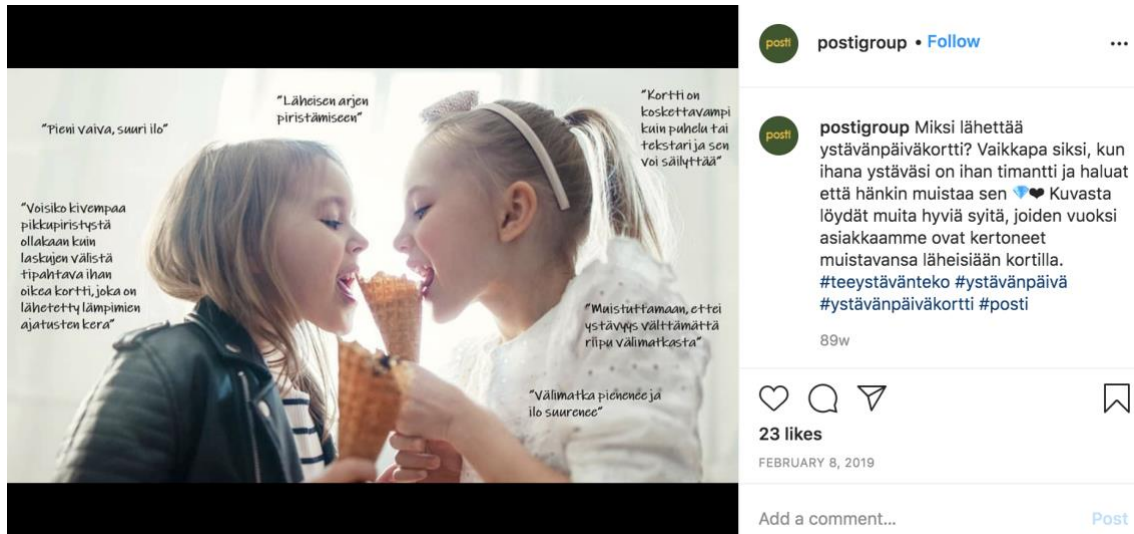 "Pieni vaiva, suuri ilo"
"Läheisen arjen
piristämiseen"
"Kortti on
koskettavampi
kuin puhelu tai
tekstari ja sen
voi säilyttää"
"Voisiko kivempaa
pikkupiristystä
ollakaan kuin
laskujen välistä
tipahtava ihan
oikea kortti, joka on
lähetetty lämpimien
ajatusten kera"
"Muistuttamaan, ettei
ystävyys välttämättä
riipu välimatkasta"
"Välimatka pienenee ja
ilo suurenee"
posti
postigroup • Follow
posti
postigroup Miksi lähettää
ystävänpäiväkortti? Vaikkapa siksi, kun
ihana ystäväsi on ihan timantti ja haluat
että hänkin muistaa sen 💎❤ Kuvasta
löydät muita hyviä syitä, joiden vuoksi
asiakkaamme ovat kertoneet
muistavansa läheisiään kortilla.
#teeystävänteko #ystävänpäivä
#ystävänpäiväkortti #posti
89w
23 likes
FEBRUARY 8, 2019
Add a comment...
Post